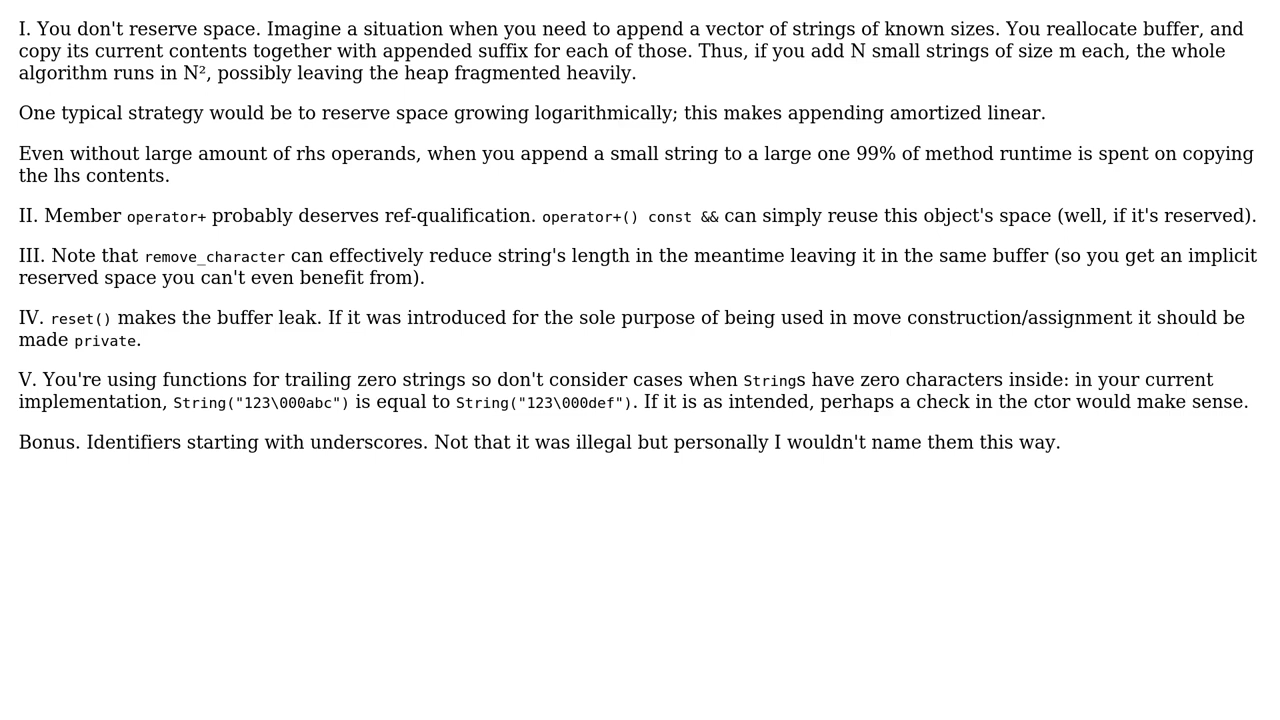 I. You don't reserve space. Imagine a situation when you need to append a vector of strings of known sizes. You reallocate buffer, and
copy its current contents together with appended suffix for each of those. Thus, if you add N small strings of size m each, the whole
algorithm runs in N², possibly leaving the heap fragmented heavily.
One typical strategy would be to reserve space growing logarithmically; this makes appending amortized linear.
Even without large amount of rhs operands, when you append a small string to a large one 99% of method runtime is spent on copying
the lhs contents.
II. Member operator+ probably deserves ref-qualification. operator+() const && can simply reuse this object's space (well, if it's reserved).
III. Note that remove_character can effectively reduce string's length in the meantime leaving it in the same buffer (so you get an implicit
reserved space you can't even benefit from).
IV. reset() makes the buffer leak. If it was introduced for the sole purpose of being used in move construction/assignment it should be
made private.
V. You're using functions for trailing zero strings so don't consider cases when Strings have zero characters inside: in your current
implementation, String("123\000abc") is equal to String("123\000def"). If it is as intended, perhaps a check in the ctor would make sense.
Bonus. Identifiers starting with underscores. Not that it was illegal but personally I wouldn't name them this way.